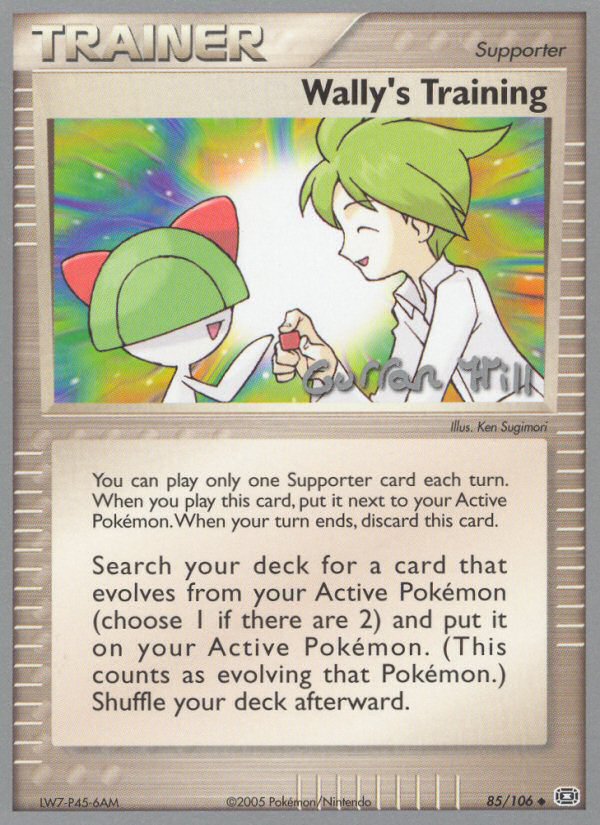 TRAINER
Supporter
Wally's Training
Curran Hill
Illus. Ken Sugimori
You can play only one Supporter card each turn.
When you play this card, put it next to your Active
Pokémon. When your turn ends, discard this card.
Search your deck for a card that
evolves from your Active Pokémon
(choose 1 if there are 2) and put it
on your Active Pokémon. (This
counts as evolving that Pokémon.)
Shuffle your deck afterward.
LW7-P45-6AM
©2005 Pokémon/Nintendo
85/106